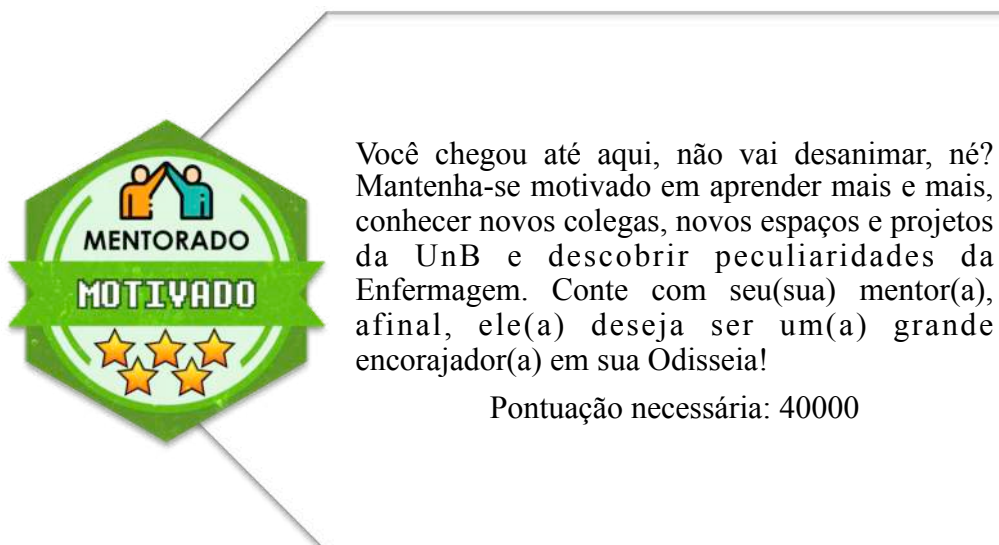 MENTORADO
MOTIVADO
Você chegou até aqui, não vai desanimar, né?
Mantenha-se motivado em aprender mais e mais,
conhecer novos colegas, novos espaços e projetos
da UnB e descobrir peculiaridades da
Enfermagem. Conte com seu(sua) mentor(a),
afinal, ele(a) deseja ser um(a) grande
encorajador(a) em sua Odisseia!
Pontuação necessária: 40000